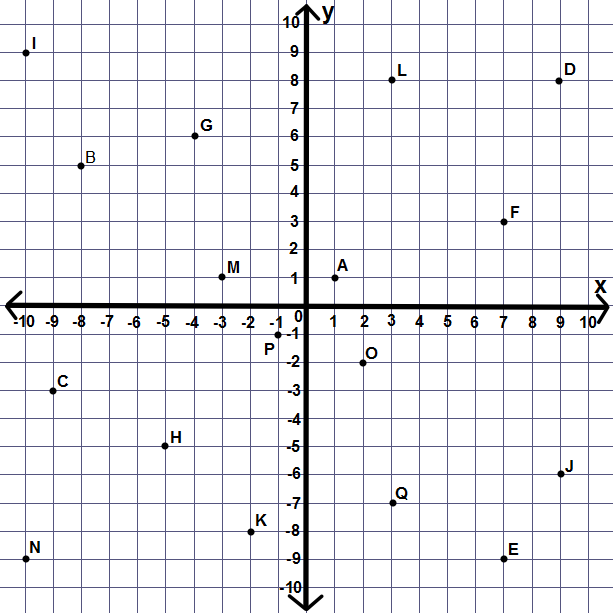 10 y
I 9
L D
8
7
G 6
B 5
4
F 3
2
M A 1
x
-10 -9 -8 -7 -6 -5 -4 -3 -2 -1 0 1 2 3 4 5 6 7 8 9 10
-1
P
O -2
C -3
-4
H -5
J -6
Q -7
K -8
N E -9
-10